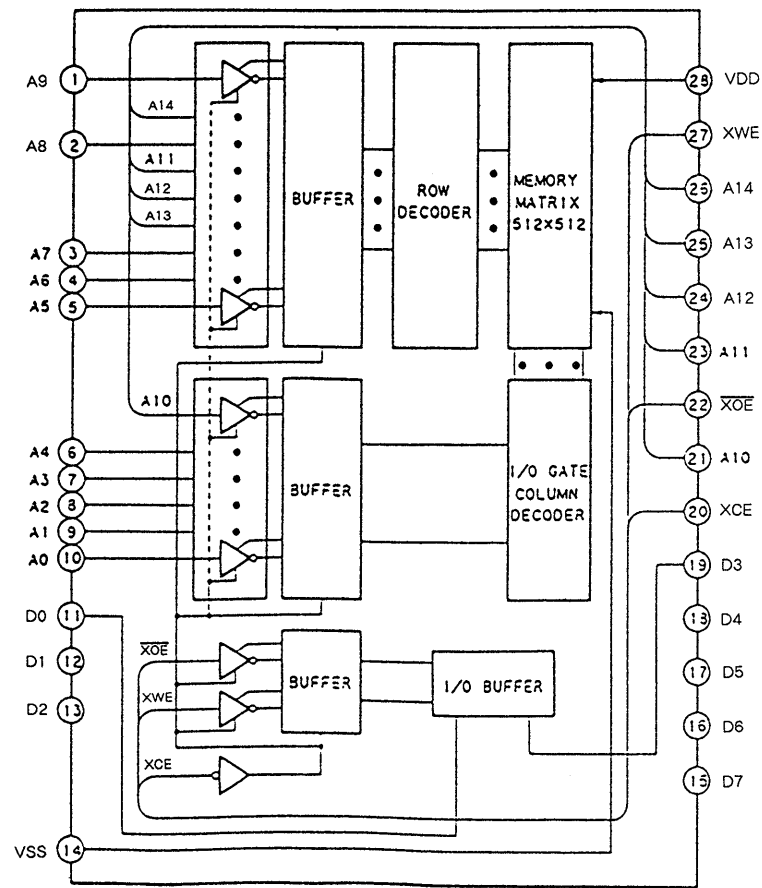 A9 1
A8 2
A7 3
A6 4
A5 5
A4 6
A3 7
A2 8
A1 9
A0 10
D0 11
D1 12
D2 13
VSS 14
A14
A11
A12
A13
A10
XOE
XWE
XCE
BUFFER
ROW
DECODER
MEMORY
MATRIX
512X512
BUFFER
I/O GATE
COLUMN
DECODER
BUFFER
I/O BUFFER
28 VDD
27 XWE
26 A14
25 A13
24 A12
23 A11
22 XOE
21 A10
20 XCE
19 D3
18 D4
17 D5
16 D6
15 D7